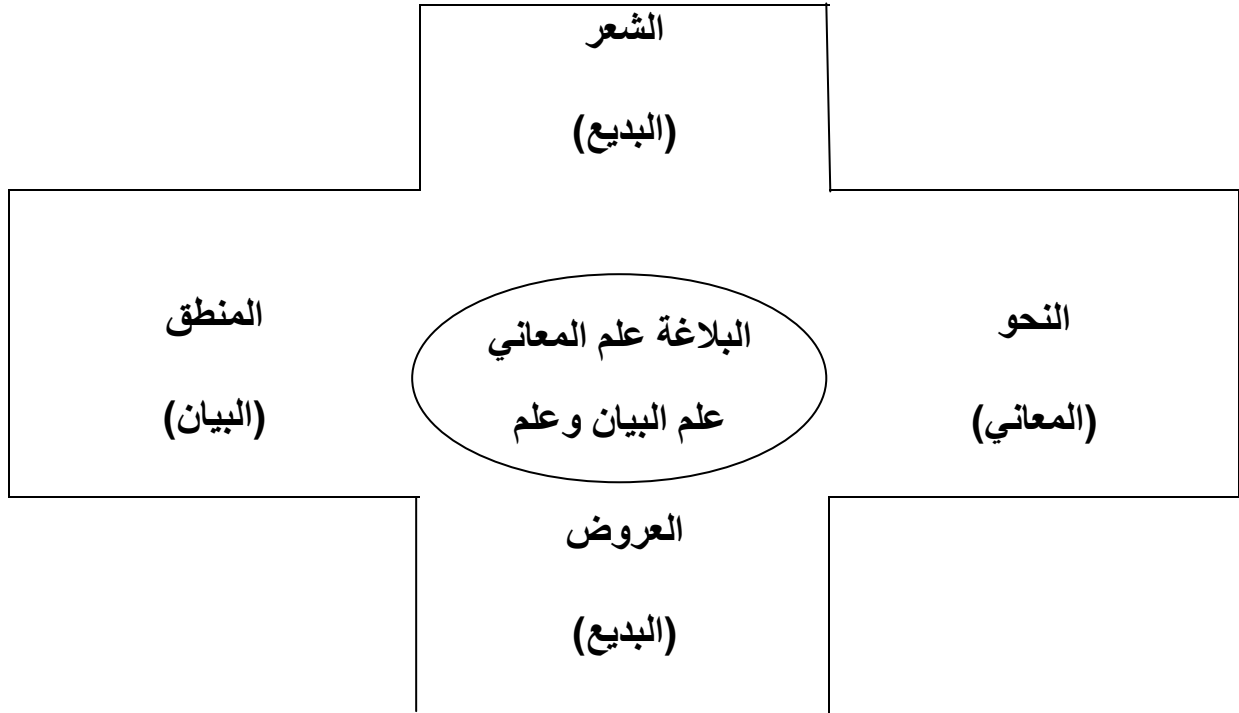 الشعر
(البديع)
النحو
(المعاني)
البلاغة علم المعاني
علم البيان وعلم
المنطق
(البيان)
العروض
(البديع)